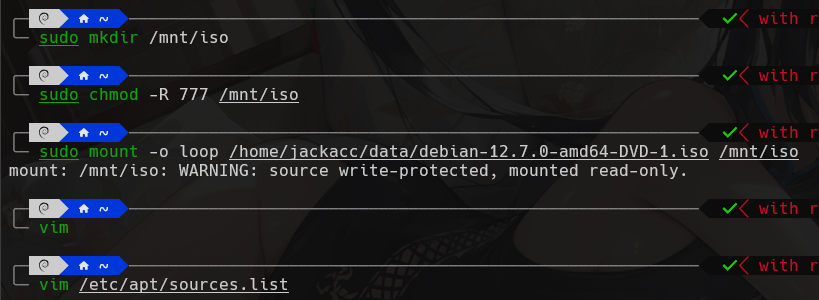 ~ with r
sudo mkdir /mnt/iso
~ with r
sudo chmod -R 777 /mnt/iso
~ with r
sudo mount -o loop /home/jackacc/data/debian-12.7.0-amd64-DVD-1.iso /mnt/iso
mount: /mnt/iso: WARNING: source write-protected, mounted read-only.
~ with r
vim
~ with r
vim /etc/apt/sources.list